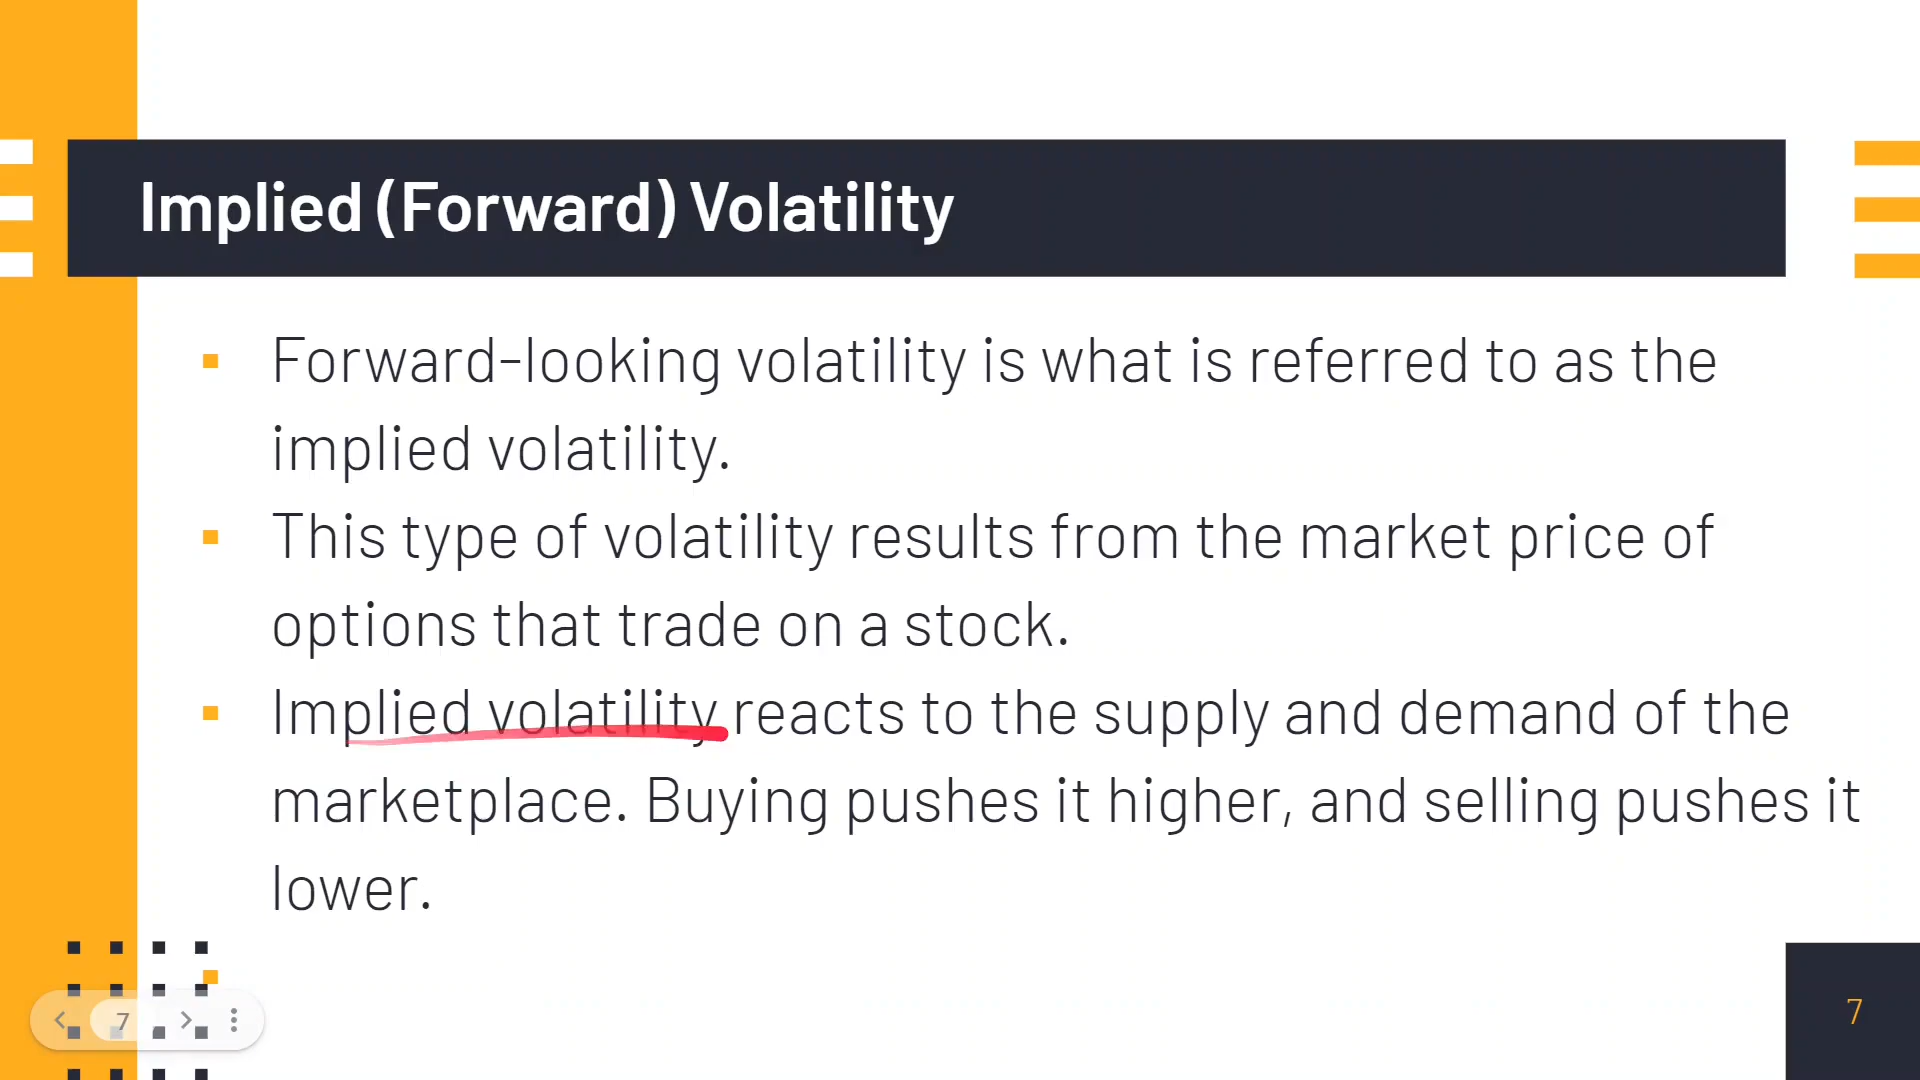 Implied (Forward) Volatility
Forward-looking volatility is what is referred to as the
implied volatility.
This type of volatility results from the market price of
options that trade on a stock.
Implied volatility reacts to the supply and demand of the
marketplace. Buying pushes it higher, and selling pushes it
lower.
7
7